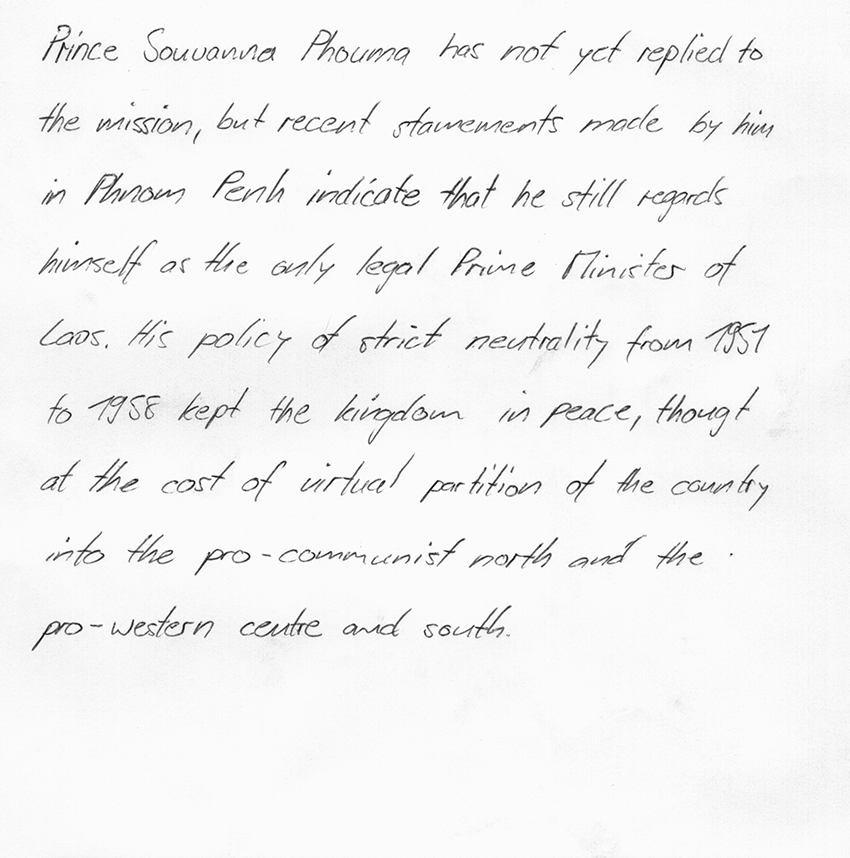 Prince Souvanna Phouma has not yet replied to
the mission, but recent stamements made by him
in Phnom Penh indicate that he still regards
himself as the only legal Prime Minister of
Laos. His policy of strict neutrality from 1951
to 1958 kept the kingdom in peace, thougt
at the cost of virtual partition of the country
into the pro-communist north and the
pro-western centre and south.